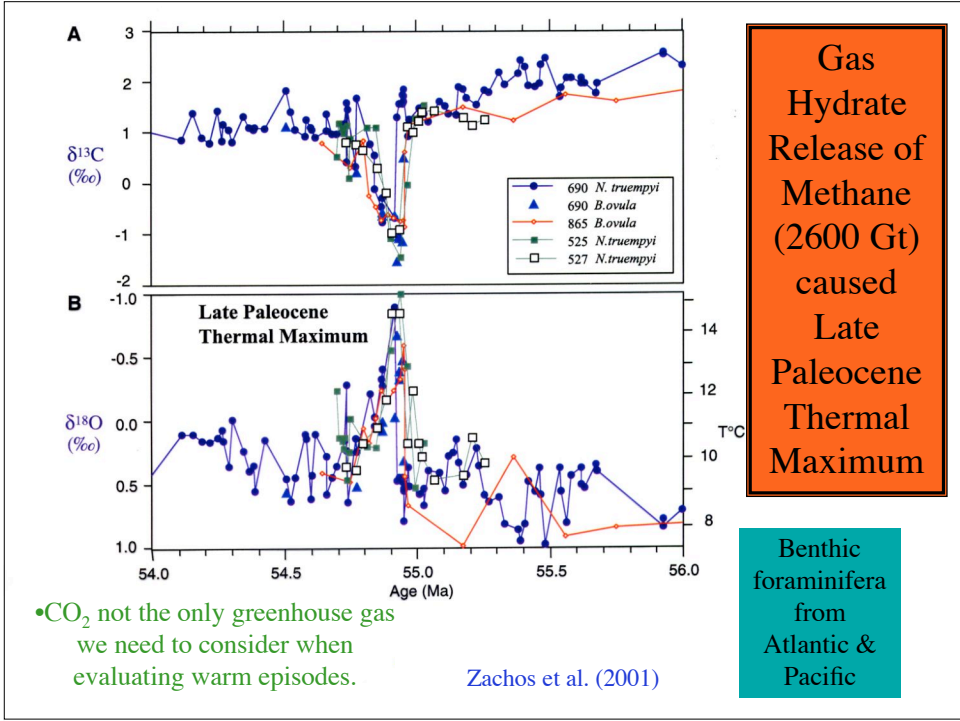 A
3
2
1
0
-1
-2
δ¹³C
(‰)
690 N. truempyi
690 B.ovula
865 B.ovula
525 N.truempyi
527 N.truempyi
B
-1.0
-0.5
0.0
0.5
1.0
δ¹⁸O
(‰)
Late Paleocene
Thermal Maximum
14
12
10
8
T°C
54.0 54.5 55.0 55.5 56.0
Age (Ma)
Gas
Hydrate
Release of
Methane
(2600 Gt)
caused
Late
Paleocene
Thermal
Maximum
Benthic
foraminifera
from
Atlantic &
Pacific
•CO₂ not the only greenhouse gas
we need to consider when
evaluating warm episodes.
Zachos et al. (2001)